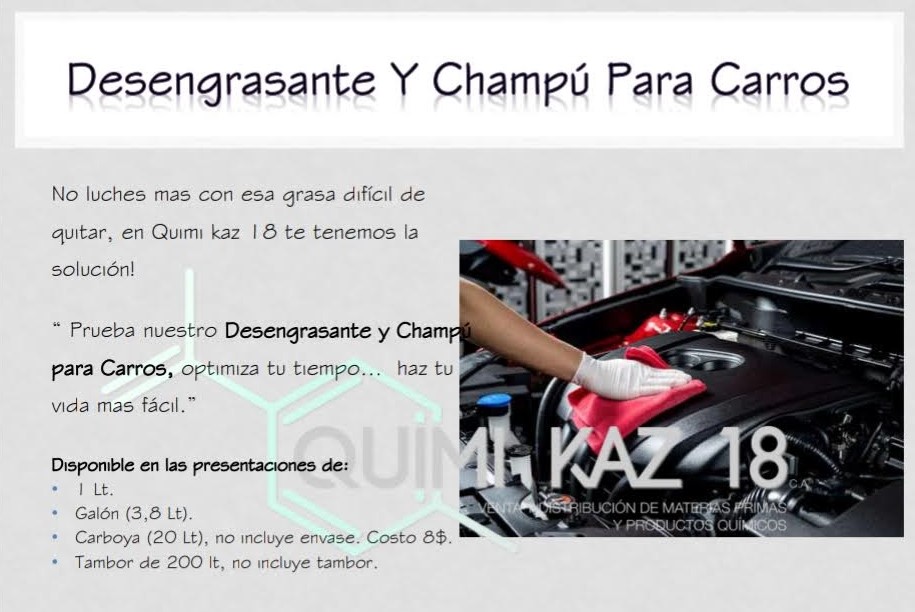 Desengrasante Y Champú Para Carros
No luches mas con esa grasa difícil de
quitar, en Quimi kaz 18 te tenemos la
solución!
“ Prueba nuestro Desengrasante y Champú
para Carros, optimiza tu tiempo... haz tu
vida mas fácil.”
Disponible en las presentaciones de:
• 1 Lt.
• Galón (3,8 Lt).
• Carboya (20 Lt), no incluye envase. Costo 8$.
• Tambor de 200 lt, no incluye tambor.
QUIMI KAZ 18 C.A
VENTA Y DISTRIBUCIÓN DE MATERIAS PRIMAS
Y PRODUCTOS QUÍMICOS